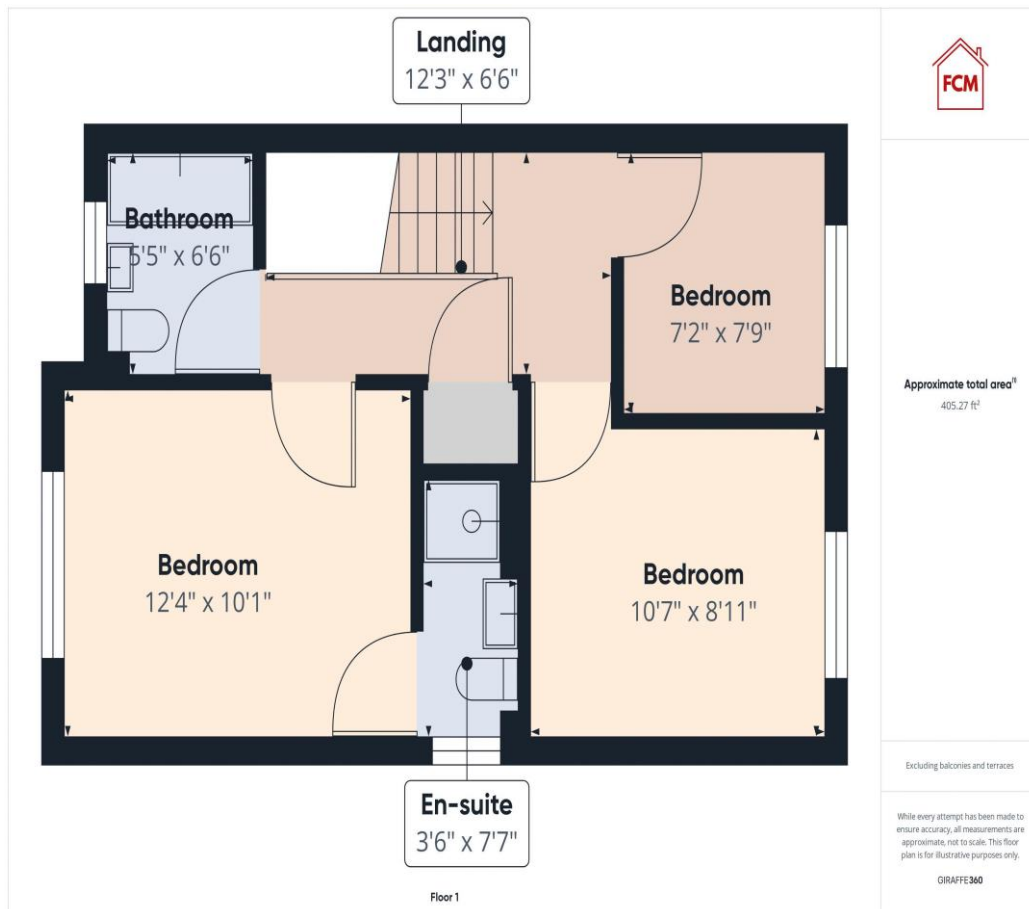 Landing
12'3" x 6'6"
FCM
Bathroom
5'5" x 6'6"
Bedroom
7'2" x 7'9"
Approximate total area⁽¹⁾
405.27 ft²
Bedroom
12'4" x 10'1"
Bedroom
10'7" x 8'11"
Excluding balconies and terraces
En-suite
3'6" x 7'7"
While every attempt has been made to
ensure accuracy, all measurements are
approximate, not to scale. This floor
plan is for illustrative purposes only.
GIRAFFE360
Floor 1